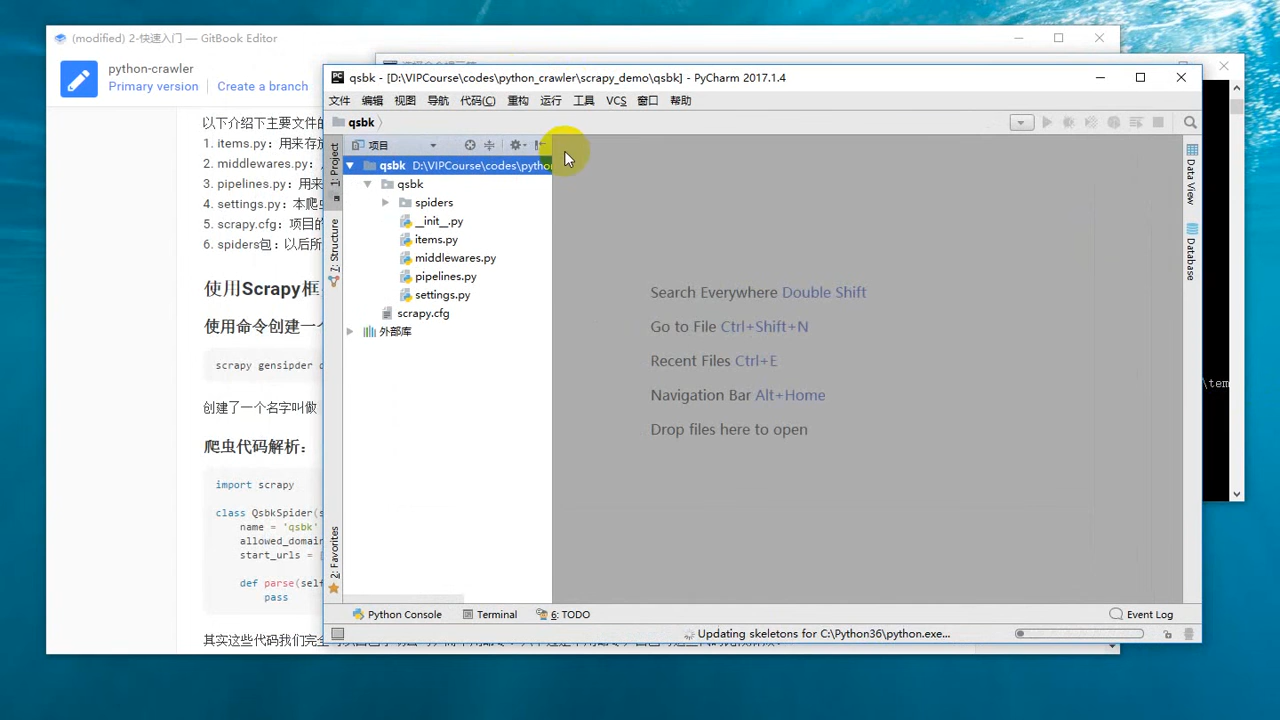 (modified) 2-快速入门 — GitBook Editor
python-crawler
Primary version
Create a branch
以下介绍下主要文件的
1. items.py：用来存放
2. middlewares.py：
3. pipelines.py：用来
4. settings.py：本爬虫
5. scrapy.cfg：项目的
6. spiders包：以后所
使用Scrapy框
使用命令创建一个
scrapy gensipder
创建了一个名字叫做
爬虫代码解析：
import scrapy
class QsbkSpider(s
name = 'qsbk'
allowed_domain
start_urls = [
def parse(self
pass
其实这些代码我们完全
qsbk - [D:\VIPCourse\codes\python_crawler\scrapy_demo\qsbk] - PyCharm 2017.1.4
文件 编辑 视图 导航 代码(C) 重构 运行 工具 VCS 窗口 帮助
qsbk
1: Project
7: Structure
2: Favorites
项目
qsbk D:\VIPCourse\codes\pytho
qsbk
spiders
__init__.py
items.py
middlewares.py
pipelines.py
settings.py
scrapy.cfg
外部库
Search Everywhere Double Shift
Go to File Ctrl+Shift+N
Recent Files Ctrl+E
Navigation Bar Alt+Home
Drop files here to open
Data View
Database
\tem
Python Console
Terminal
6: TODO
Event Log
Updating skeletons for C:\Python36\python.exe...